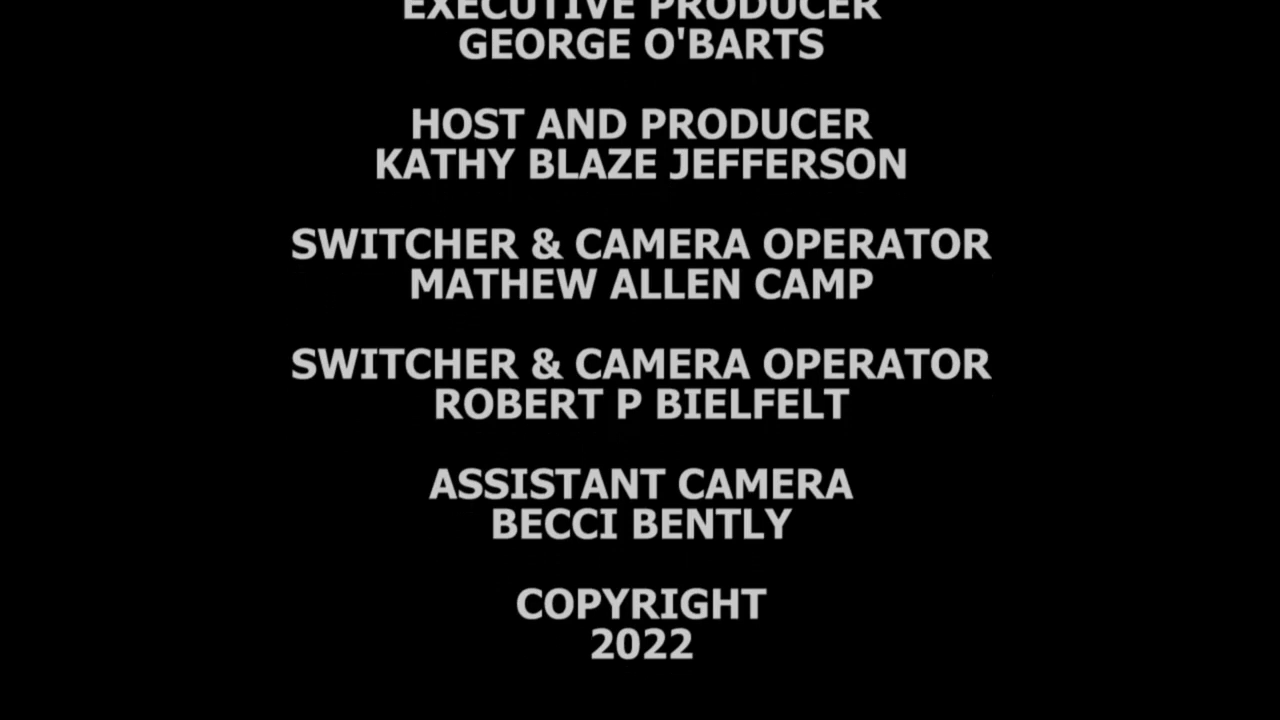 EXECUTIVE PRODUCER
GEORGE O'BARTS
HOST AND PRODUCER
KATHY BLAZE JEFFERSON
SWITCHER & CAMERA OPERATOR
MATHEW ALLEN CAMP
SWITCHER & CAMERA OPERATOR
ROBERT P BIELFELT
ASSISTANT CAMERA
BECCI BENTLY
COPYRIGHT
2022